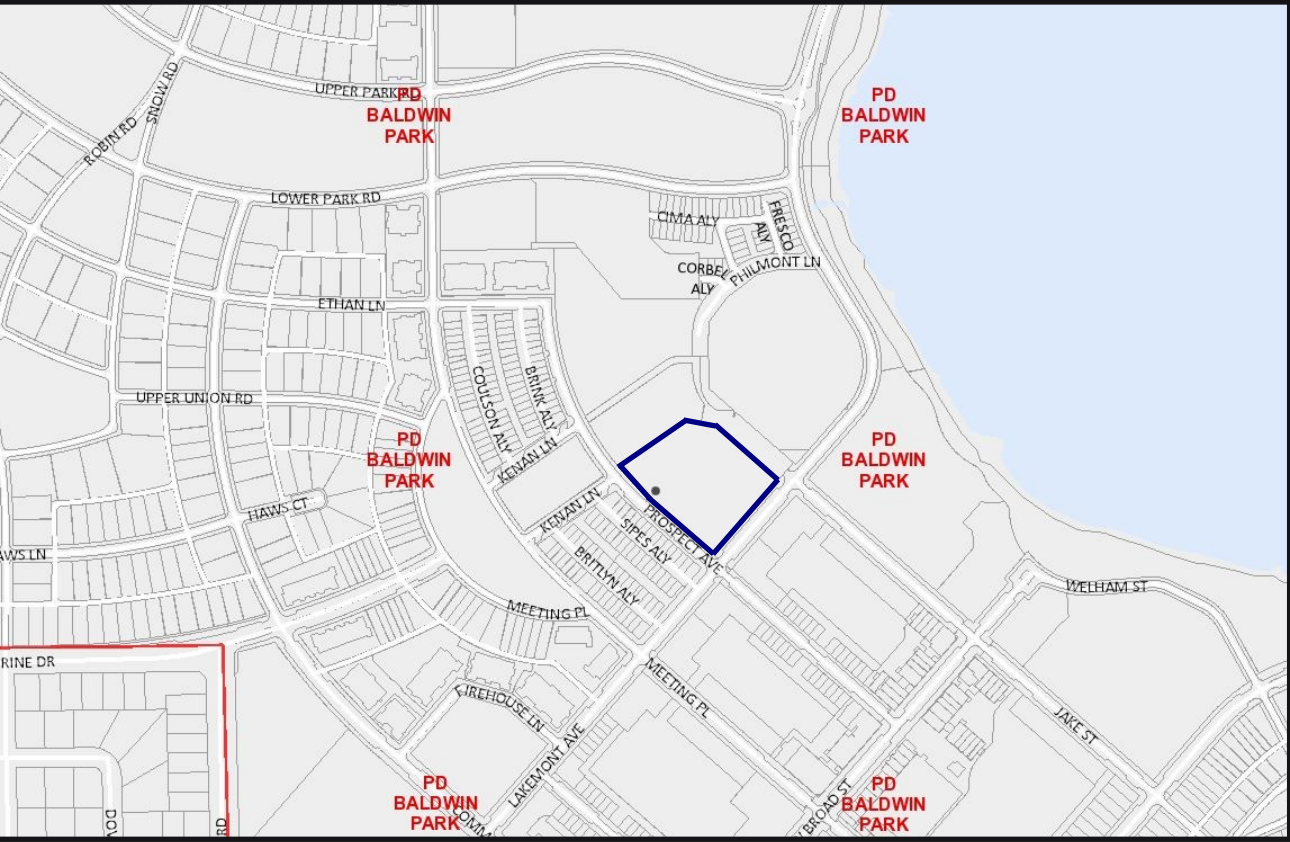 UPPER PARK RD
PD
BALDWIN
PARK
PD
BALDWIN
PARK
SNOW RD
ROBIN RD
LOWER PARK RD
CIMA ALY
FRESCO
ALY
PHILMONT LN
CORBEL
ALY
ETHAN LN
COULSON ALY
BRINK ALY
UPPER UNION RD
PD
BALDWIN
PARK
PD
BALDWIN
PARK
KENAN LN
HAWS CT
KENAN LN
PROSPECT AVE
SIPES ALY
AWS LN
BRITLYN ALY
MEETING PL
WELHAM ST
RINE DR
MEETING PL
FIREHOUSE LN
JAKE ST
LAKEMONT AVE
PD
BALDWIN
PARK
PD
BALDWIN
PARK
BROAD ST
DOV
RD
COMM